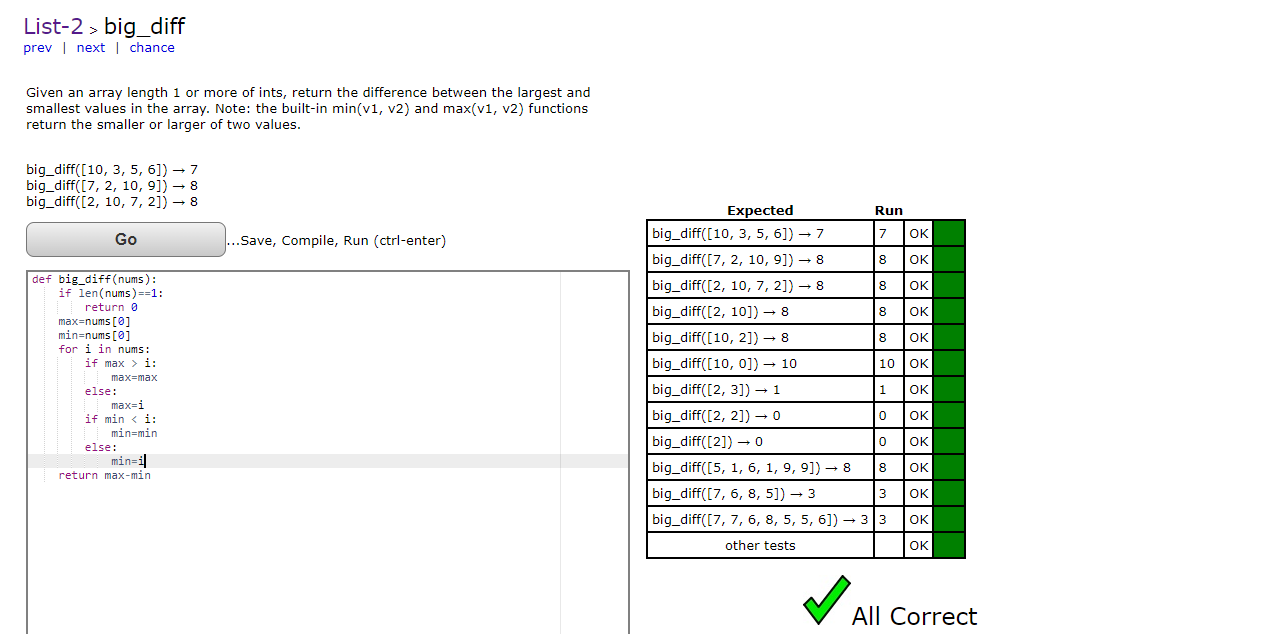 List-2 > big_diff
prev | next | chance
Given an array length 1 or more of ints, return the difference between the largest and
smallest values in the array. Note: the built-in min(v1, v2) and max(v1, v2) functions
return the smaller or larger of two values.
big_diff([10, 3, 5, 6]) → 7
big_diff([7, 2, 10, 9]) → 8
big_diff([2, 10, 7, 2]) → 8
Go ...Save, Compile, Run (ctrl-enter)
def big_diff(nums):
    if len(nums)==1:
        return 0
    max=nums[0]
    min=nums[0]
    for i in nums:
        if max > i:
            max=max
        else:
            max=i
        if min < i:
            min=min
        else:
            min=i
    return max-min
Expected Run
big_diff([10, 3, 5, 6]) → 7 7 OK
big_diff([7, 2, 10, 9]) → 8 8 OK
big_diff([2, 10, 7, 2]) → 8 8 OK
big_diff([2, 10]) → 8 8 OK
big_diff([10, 2]) → 8 8 OK
big_diff([10, 0]) → 10 10 OK
big_diff([2, 3]) → 1 1 OK
big_diff([2, 2]) → 0 0 OK
big_diff([2]) → 0 0 OK
big_diff([5, 1, 6, 1, 9, 9]) → 8 8 OK
big_diff([7, 6, 8, 5]) → 3 3 OK
big_diff([7, 7, 6, 8, 5, 5, 6]) → 3 3 OK
other tests OK
All Correct